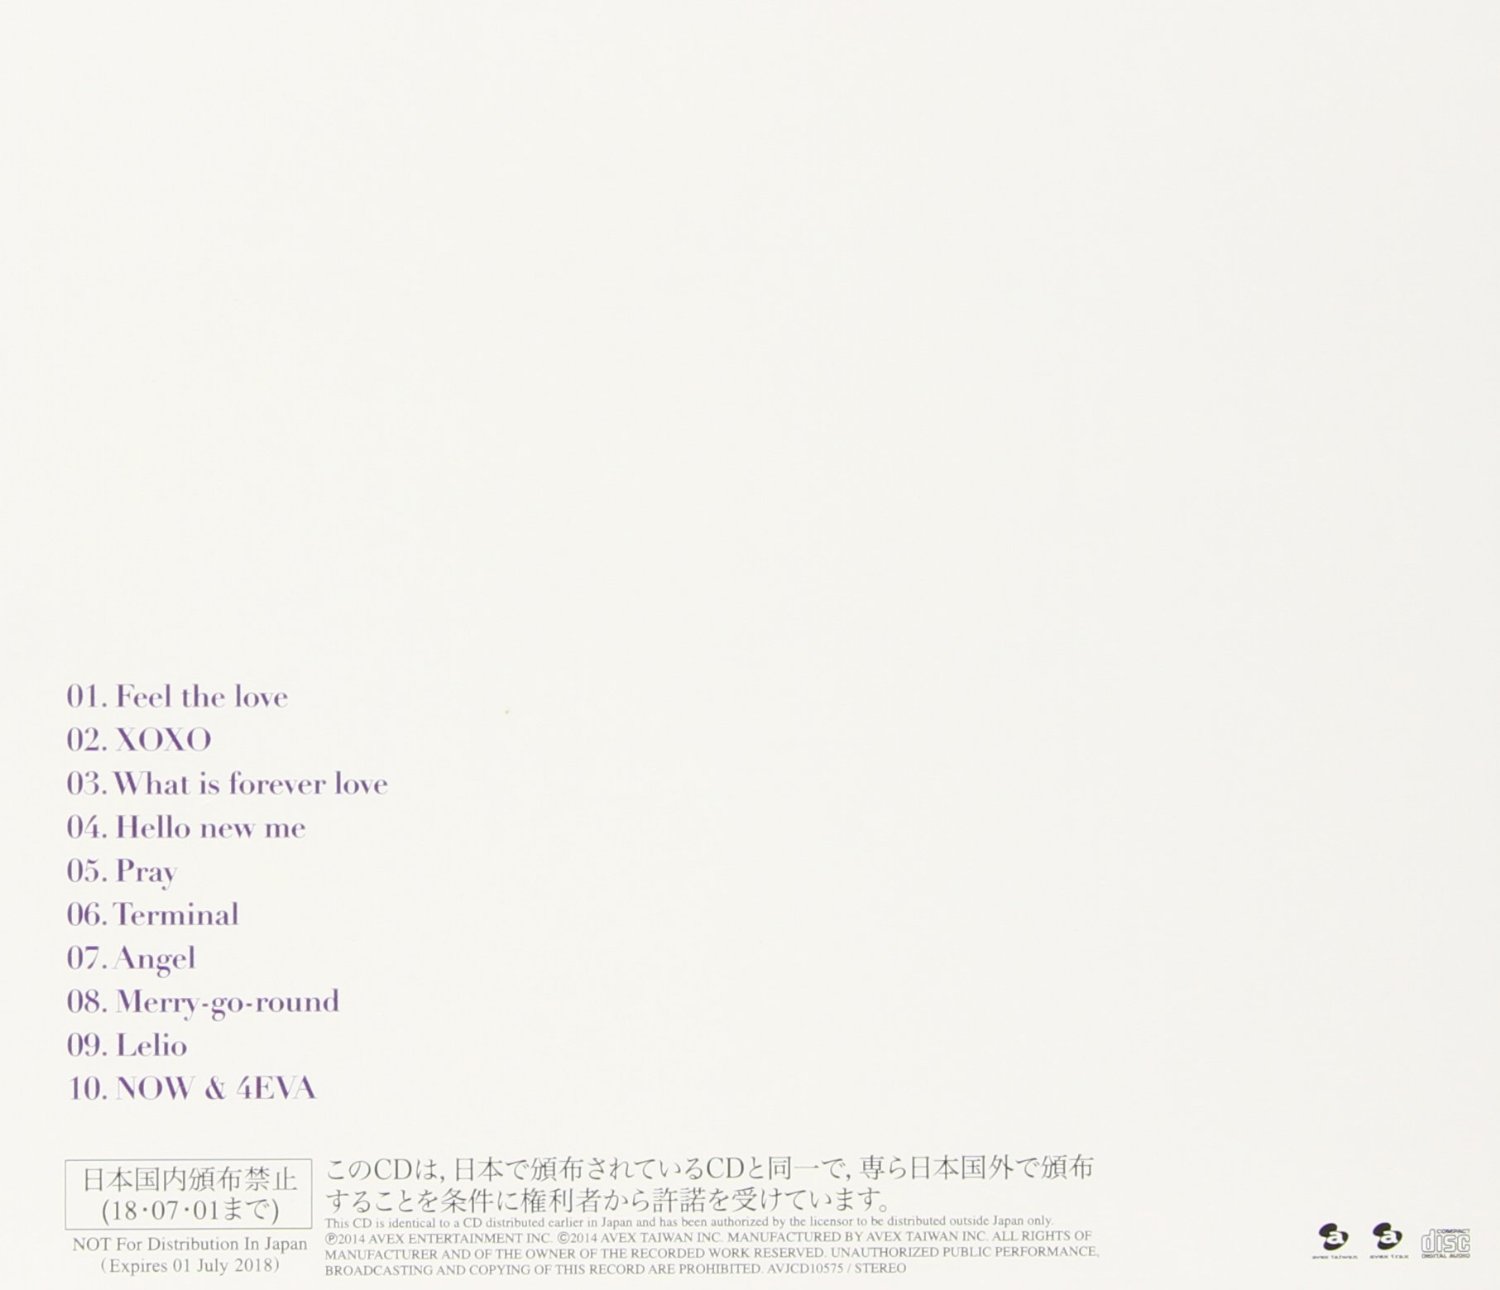 01. Feel the love
02. XOXO
03. What is forever love
04. Hello new me
05. Pray
06. Terminal
07. Angel
08. Merry-go-round
09. Lelio
10. NOW & 4EVA
日本国内頒布禁止
(18・07・01まで)
NOT For Distribution In Japan
(Expires 01 July 2018)
このCDは, 日本で頒布されているCDと同一で, 専ら日本国外で頒布
することを条件に権利者から許諾を受けています。
This CD is identical to a CD distributed earlier in Japan and has been authorized by the licensor to be distributed outside Japan only.
℗2014 AVEX ENTERTAINMENT INC. ©2014 AVEX TAIWAN INC. MANUFACTURED BY AVEX TAIWAN INC. ALL RIGHTS OF
MANUFACTURER AND OF THE OWNER OF THE RECORDED WORK RESERVED. UNAUTHORIZED PUBLIC PERFORMANCE,
BROADCASTING AND COPYING OF THIS RECORD ARE PROHIBITED. AVJCD10575 / STEREO
a
avex taiwan
a
avex trax
COMPACT
disc
DIGITAL AUDIO